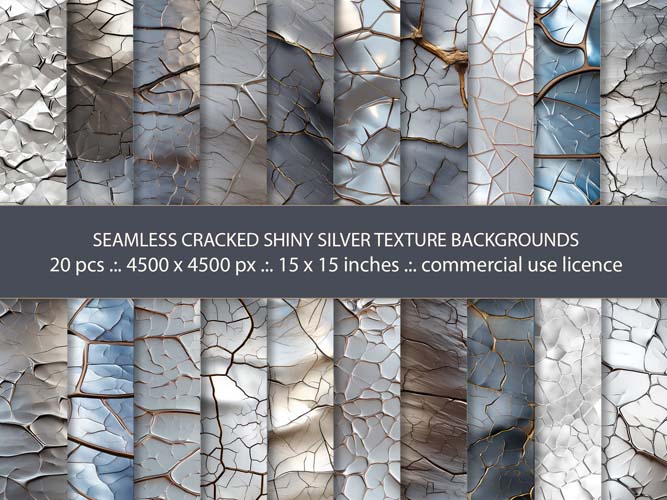 SEAMLESS CRACKED SHINY SILVER TEXTURE BACKGROUNDS
20 pcs .:. 4500 x 4500 px .:. 15 x 15 inches .:. commercial use licence